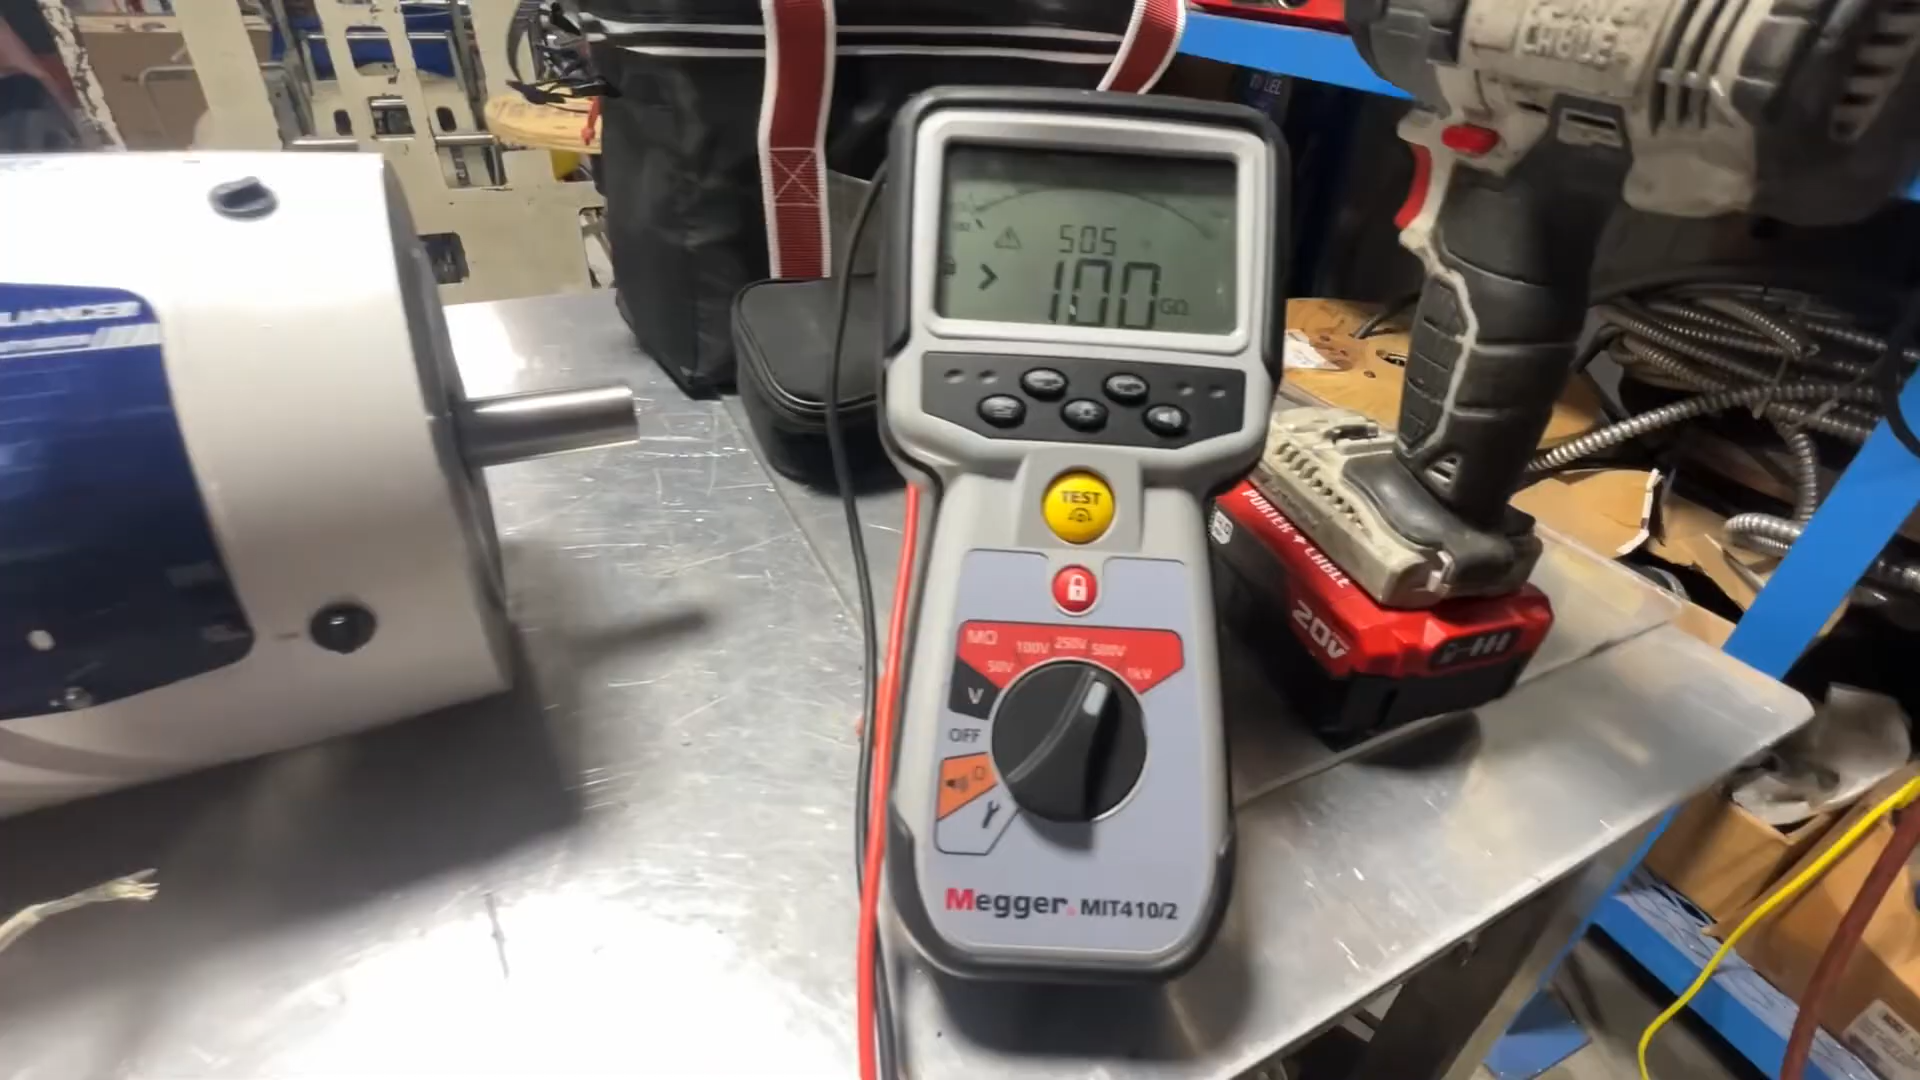 PORTER
CABLE
505
> 100 GΩ
TEST
MΩ
50V 100V 250V 500V 1kV
V
OFF
Megger. MIT410/2
PORTER+CABLE
20V